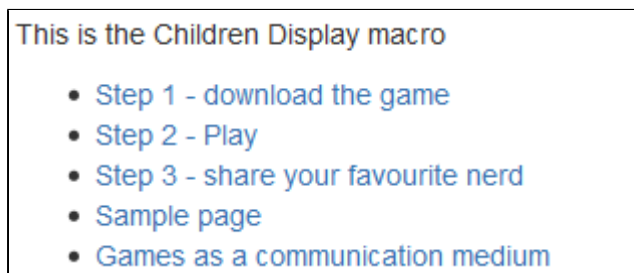 This is the Children Display macro
Step 1 - download the game
Step 2 - Play
Step 3 - share your favourite nerd
Sample page
Games as a communication medium